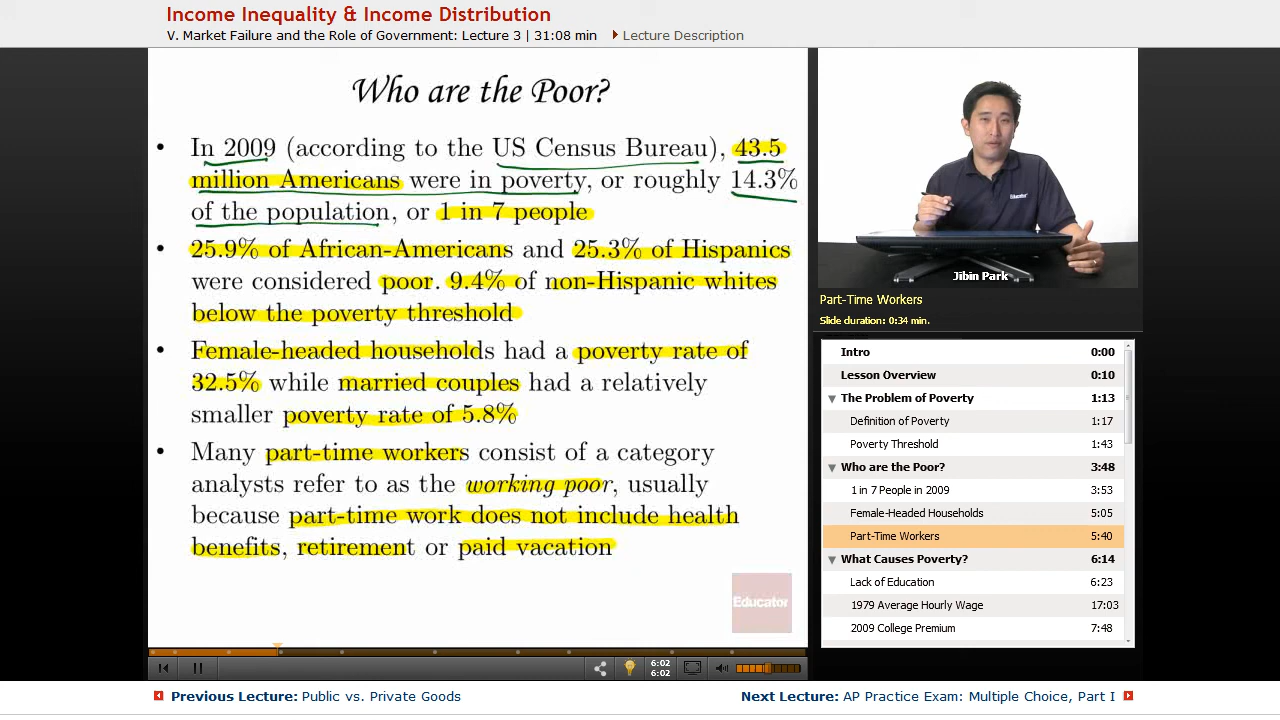 Income Inequality & Income Distribution
V. Market Failure and the Role of Government: Lecture 3 | 31:08 min
Lecture Description
Who are the Poor?
• In 2009 (according to the US Census Bureau), 43.5
million Americans were in poverty, or roughly 14.3%
of the population, or 1 in 7 people
• 25.9% of African-Americans and 25.3% of Hispanics
were considered poor. 9.4% of non-Hispanic whites
below the poverty threshold
• Female-headed households had a poverty rate of
32.5% while married couples had a relatively
smaller poverty rate of 5.8%
• Many part-time workers consist of a category
analysts refer to as the working poor, usually
because part-time work does not include health
benefits, retirement or paid vacation
Educator
Educator
Jibin Park
Part-Time Workers
Slide duration: 0:34 min.
Intro 0:00
Lesson Overview 0:10
The Problem of Poverty 1:13
Definition of Poverty 1:17
Poverty Threshold 1:43
Who are the Poor? 3:48
1 in 7 People in 2009 3:53
Female-Headed Households 5:05
Part-Time Workers 5:40
What Causes Poverty? 6:14
Lack of Education 6:23
1979 Average Hourly Wage 17:03
2009 College Premium 7:48
6:02
6:02
Previous Lecture: Public vs. Private Goods
Next Lecture: AP Practice Exam: Multiple Choice, Part I